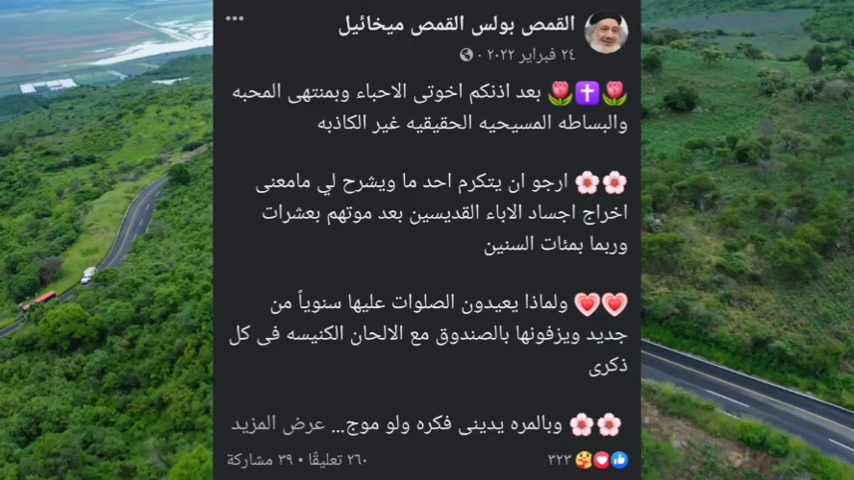 القمص بولس القمص ميخائيل
٢٤ فبراير ٢٠٢٢ ·
🌷✝️🌷 بعد اذنكم اخوتى الاحباء وبمنتهى المحبه
والبساطه المسيحيه الحقيقيه غير الكاذبه
🌸🌸 ارجو ان يتكرم احد ما ويشرح لي مامعنى
اخراج اجساد الاباء القديسين بعد موتهم بعشرات
وربما بمئات السنين
💗💗 ولماذا يعيدون الصلوات عليها سنوياً من
جديد ويزفونها بالصندوق مع الالحان الكنيسه فى كل
ذكرى
🌸🌸 وبالمره يدينى فكره ولو موج... عرض المزيد
٣٢٣
٢٦٠ تعليقًا • ٣٩ مشاركة